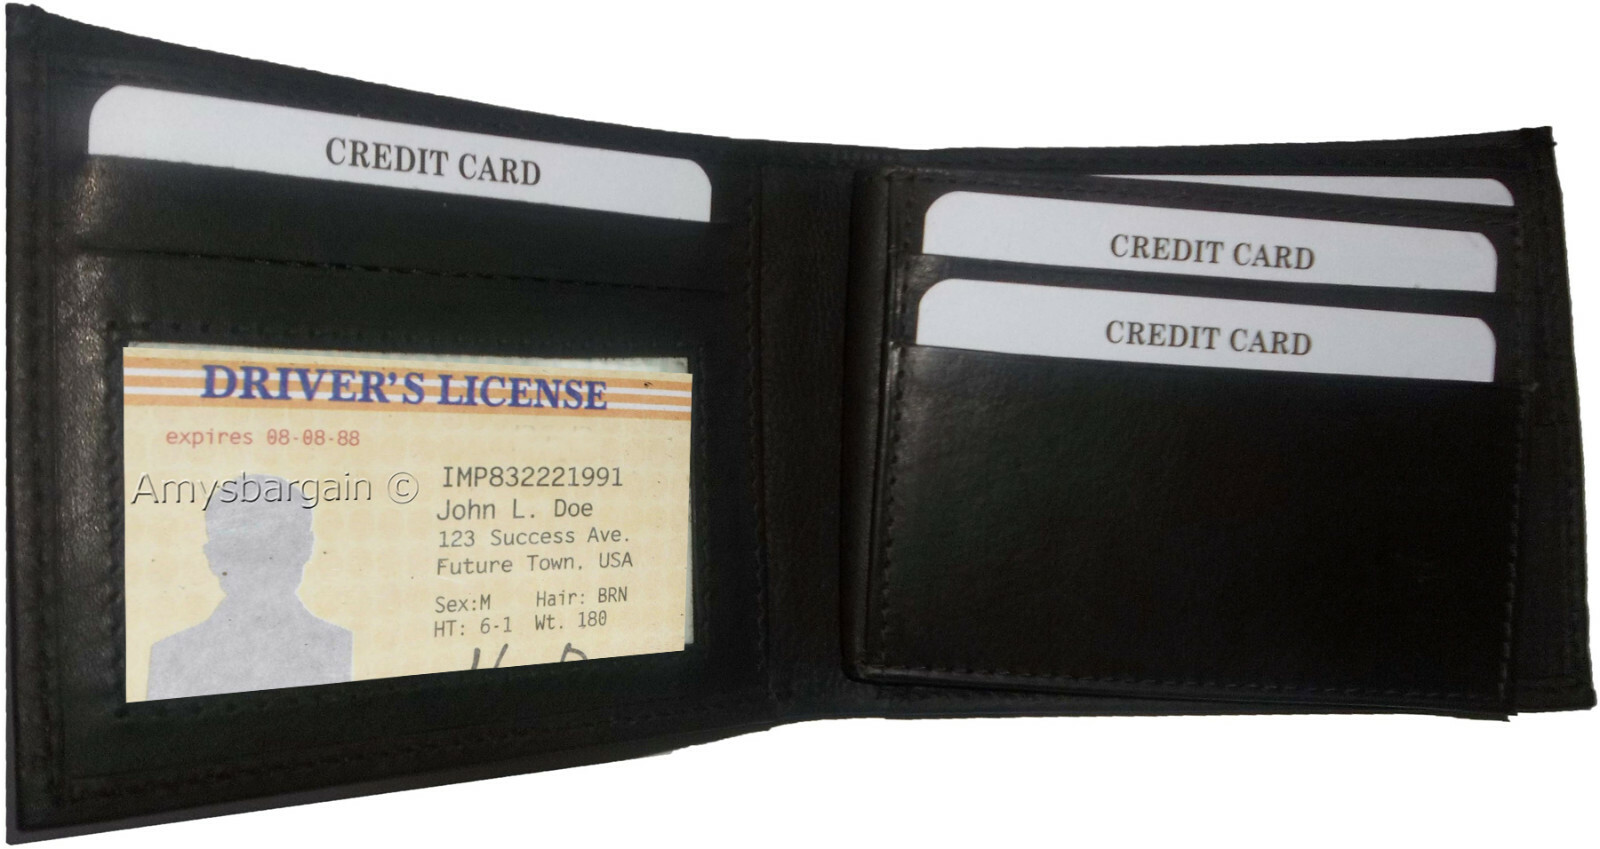 CREDIT CARD
CREDIT CARD
CREDIT CARD
DRIVER'S LICENSE
expires 08-08-88
Amysbargain ©
IMP832221991
John L. Doe
123 Success Ave.
Future Town. USA
Sex:M Hair: BRN
HT: 6-1 Wt. 180